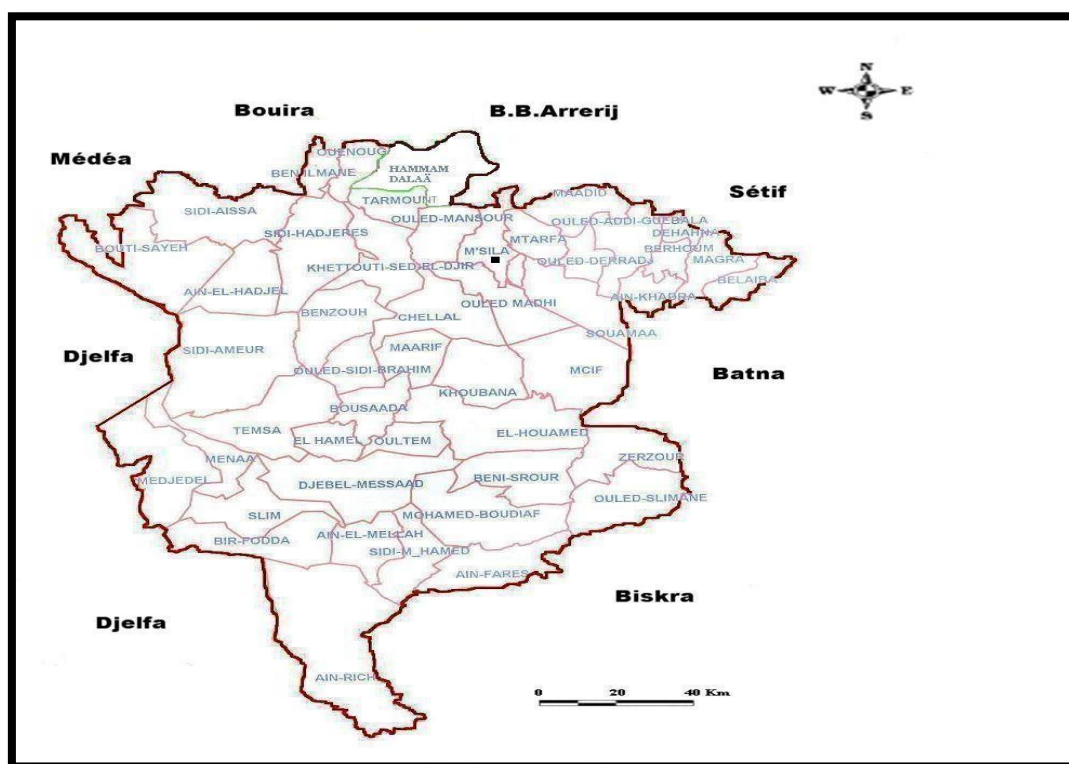 N
W E
S
Bouira
B.B.Arrerij
Médéa
Sétif
OUENOUG
BENILMANE
HAMMAM
DALAÄ
TARMOUNT
MAADID
SIDI-AISSA
OULED-MANSOUR
OULED-ADDI-GUEBALA
DEHAHNA
SIDI-HADJERES
MTARFA
BOUTI-SAYEH
M'SILA
BERHOUM
MAGRA
KHETTOUTI-SED-EL-DJIR
OULED-DERRADJ
BELAIBA
AIN-EL-HADJEL
OULED MADHI
AIN-KHADRA
BENZOUH
CHELLAL
SOUAMAA
SIDI-AMEUR
MAARIF
Djelfa
OULED-SIDI-BRAHIM
MCIF
Batna
KHOUBANA
BOUSAADA
TEMSA
EL HAMEL
OULTEM
EL-HOUAMED
MENAA
ZERZOUR
MEDJEDEL
DJEBEL-MESSAAD
BENI-SROUR
OULED-SLIMANE
SLIM
MOHAMED-BOUDIAF
BIR-FODDA
AIN-EL-MELLAH
SIDI-M_HAMED
AIN-FARES
Biskra
Djelfa
AIN-RICH
0 20 40 Km